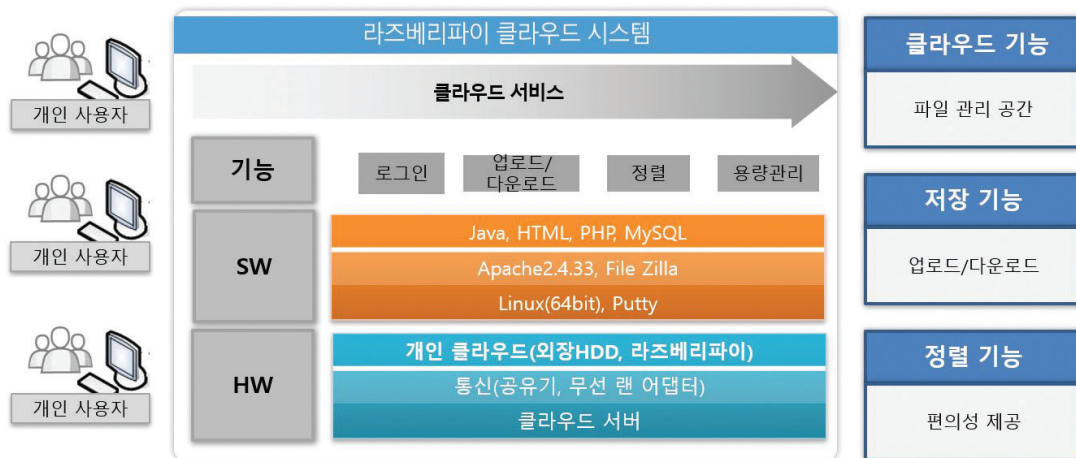 라즈베리파이 클라우드 시스템
클라우드 서비스
개인 사용자
개인 사용자
개인 사용자
기능
로그인
업로드/
다운로드
정렬
용량관리
SW
Java, HTML, PHP, MySQL
Apache2.4.33, File Zilla
Linux(64bit), Putty
HW
개인 클라우드(외장HDD, 라즈베리파이)
통신(공유기, 무선 랜 어댑터)
클라우드 서버
클라우드 기능
파일 관리 공간
저장 기능
업로드/다운로드
정렬 기능
편의성 제공